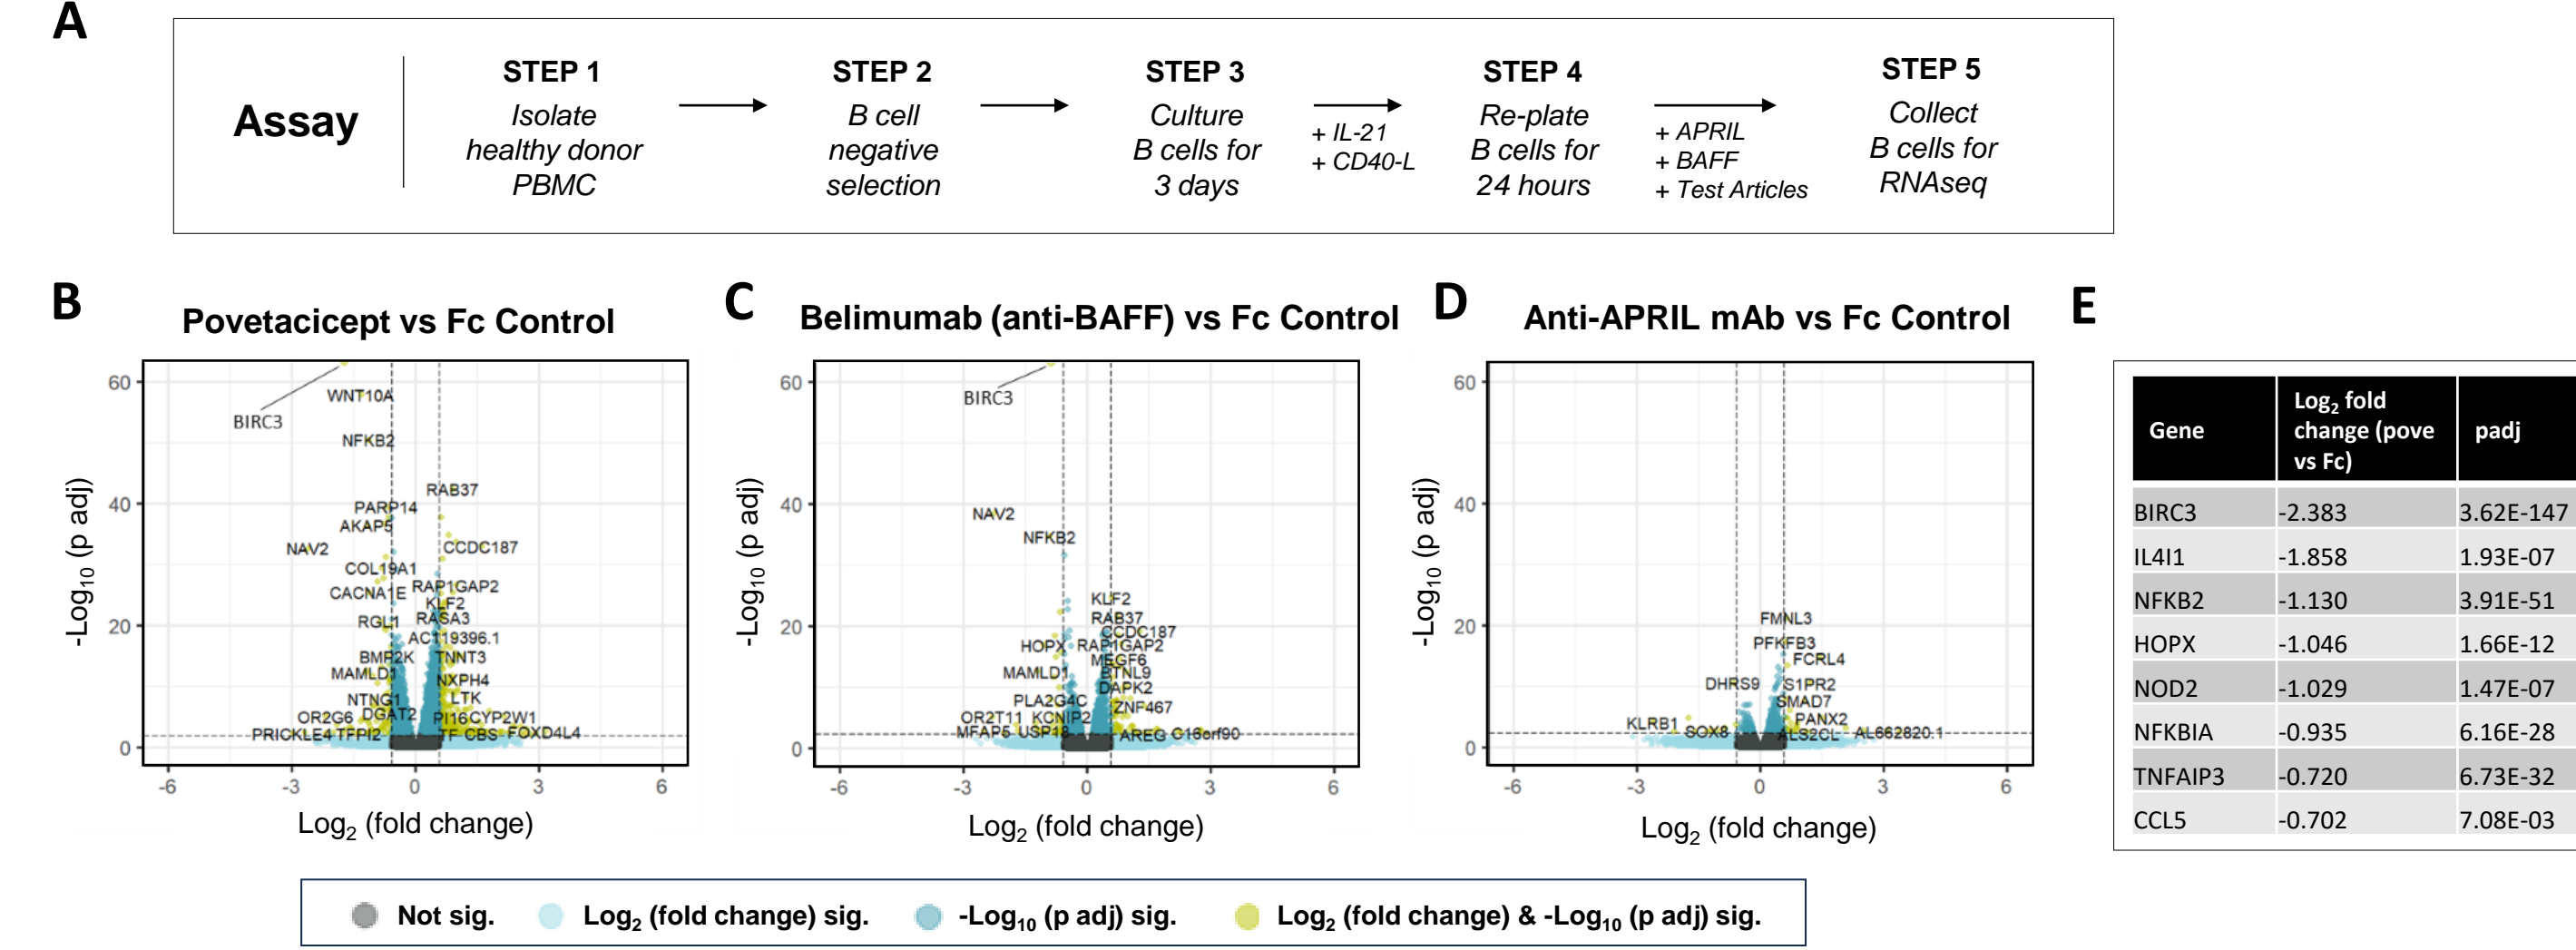 A
Assay
STEP 1
Isolate
healthy donor
PBMC
STEP 2
B cell
negative
selection
STEP 3
Culture
B cells for
3 days
+ IL-21
+ CD40-L
STEP 4
Re-plate
B cells for
24 hours
+ APRIL
+ BAFF
+ Test Articles
STEP 5
Collect
B cells for
RNAseq
B
Povetacicept vs Fc Control
-Log10 (p adj)
60
40
20
0
BIRC3
WNT10A
NFKB2
RAB37
PARP14
AKAP5
NAV2
CCDC187
COL19A1
CACNA1E
RAP1GAP2
KLF2
RGL1
RASA3
AC119396.1
BMP2K
TNNT3
MAMLD1
NXPH4
NTNG1
LTK
OR2G6
DGAT2
PI16
CYP2W1
PRICKLE4
TFPI2
TF
CBS
FOXD4L4
-6
-3
0
3
6
Log2 (fold change)
C
Belimumab (anti-BAFF) vs Fc Control
-Log10 (p adj)
60
40
20
0
BIRC3
NAV2
NFKB2
KLF2
RAB37
CCDC187
HOPX
RAP1GAP2
MEGF6
MAMLD1
BTNL9
DAPK2
PLA2G4C
ZNF467
OR2T11
KCNIP2
MFAP5
USP18
AREG
C16orf90
-6
-3
0
3
6
Log2 (fold change)
D
Anti-APRIL mAb vs Fc Control
-Log10 (p adj)
60
40
20
0
FMNL3
PFKFB3
FCRL4
DHRS9
S1PR2
SMAD7
KLRB1
PANX2
SOX8
ALS2CL
AL662820.1
-6
-3
0
3
6
Log2 (fold change)
E
Gene
Log2 fold
change (pove
vs Fc)
padj
BIRC3 -2.383 3.62E-147
IL4I1 -1.858 1.93E-07
NFKB2 -1.130 3.91E-51
HOPX -1.046 1.66E-12
NOD2 -1.029 1.47E-07
NFKBIA -0.935 6.16E-28
TNFAIP3 -0.720 6.73E-32
CCL5 -0.702 7.08E-03
Not sig.
Log2 (fold change) sig.
-Log10 (p adj) sig.
Log2 (fold change) & -Log10 (p adj) sig.